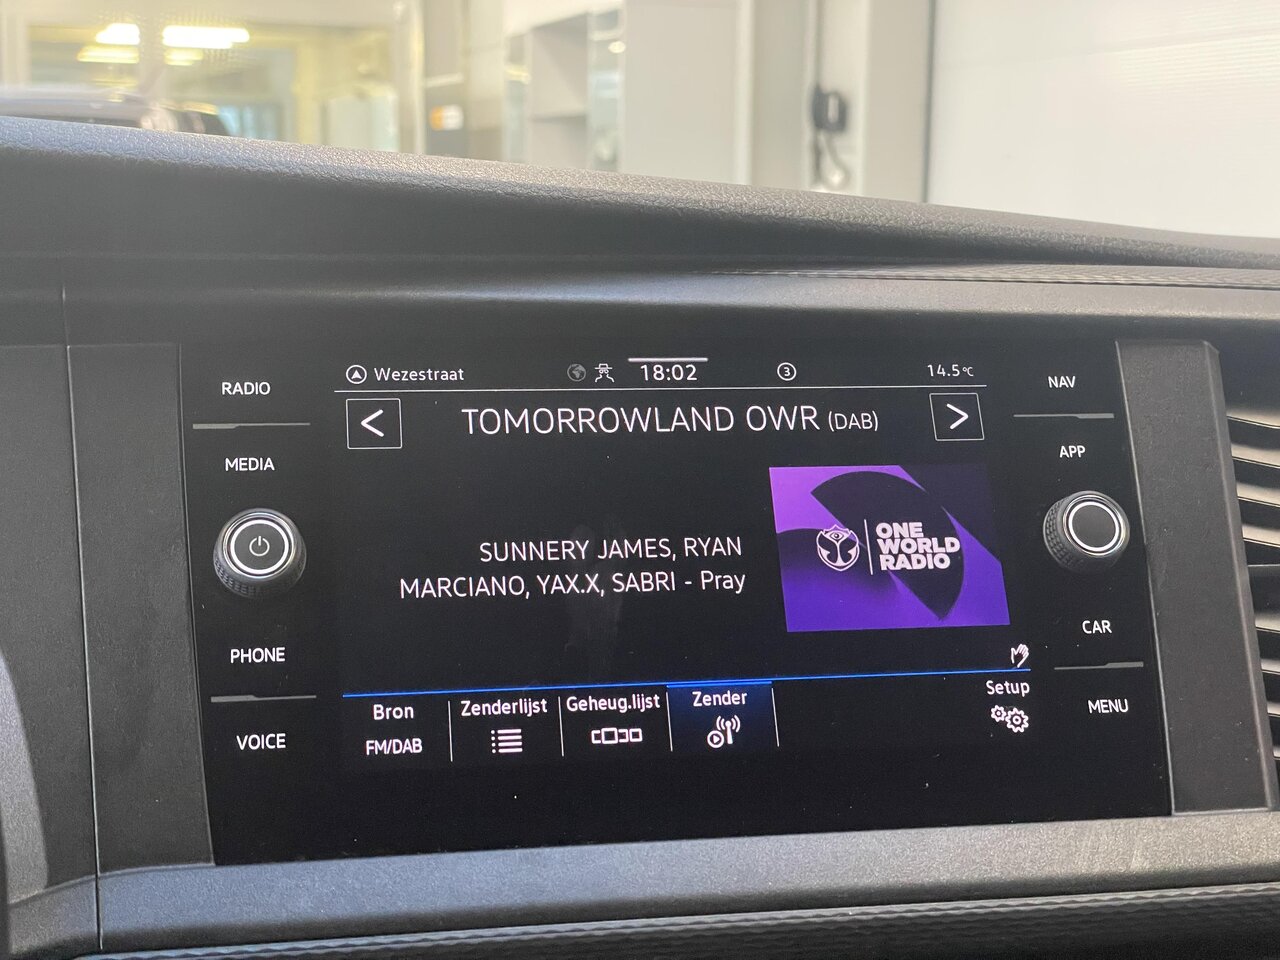 RADIO
MEDIA
PHONE
VOICE
Wezestraat
18:02
3
14.5°C
< TOMORROWLAND OWR (DAB) >
SUNNERY JAMES, RYAN
MARCIANO, YAX.X, SABRI - Pray
ONE
WORLD
RADIO
Bron
FM/DAB
Zenderlijst
Geheug.lijst
Zender
Setup
NAV
APP
CAR
MENU